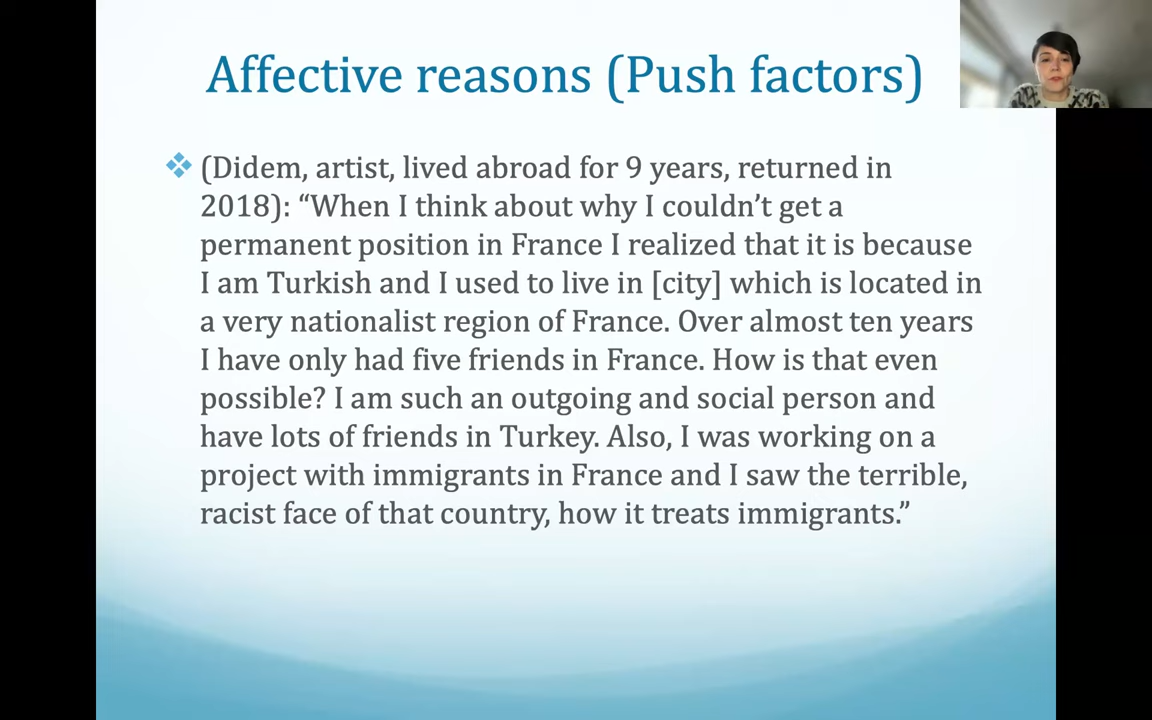 Affective reasons (Push factors)
(Didem, artist, lived abroad for 9 years, returned in
2018): “When I think about why I couldn’t get a
permanent position in France I realized that it is because
I am Turkish and I used to live in [city] which is located in
a very nationalist region of France. Over almost ten years
I have only had five friends in France. How is that even
possible? I am such an outgoing and social person and
have lots of friends in Turkey. Also, I was working on a
project with immigrants in France and I saw the terrible,
racist face of that country, how it treats immigrants.”